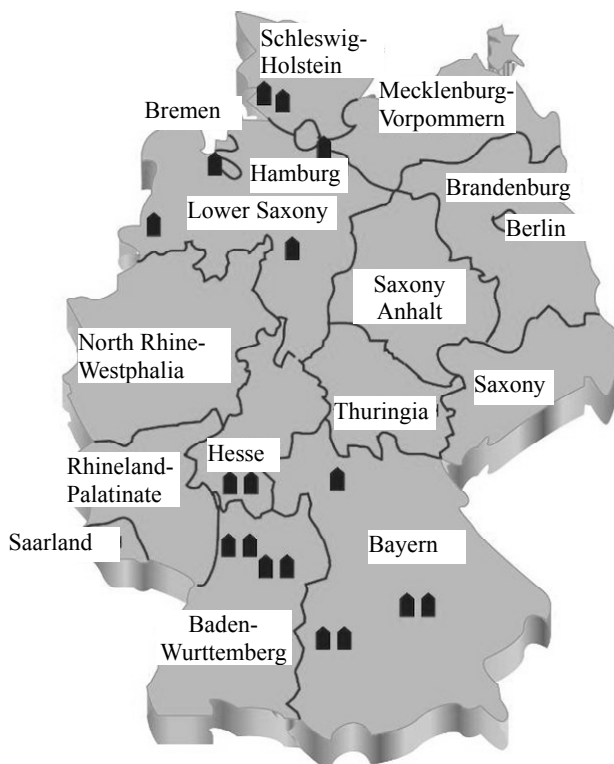 Schleswig-
Holstein
Mecklenburg-
Vorpommern
Bremen
Hamburg
Brandenburg
Lower Saxony
Berlin
Saxony
Anhalt
North Rhine-
Westphalia
Saxony
Thuringia
Hesse
Rhineland-
Palatinate
Saarland
Bayern
Baden-
Wurttemberg